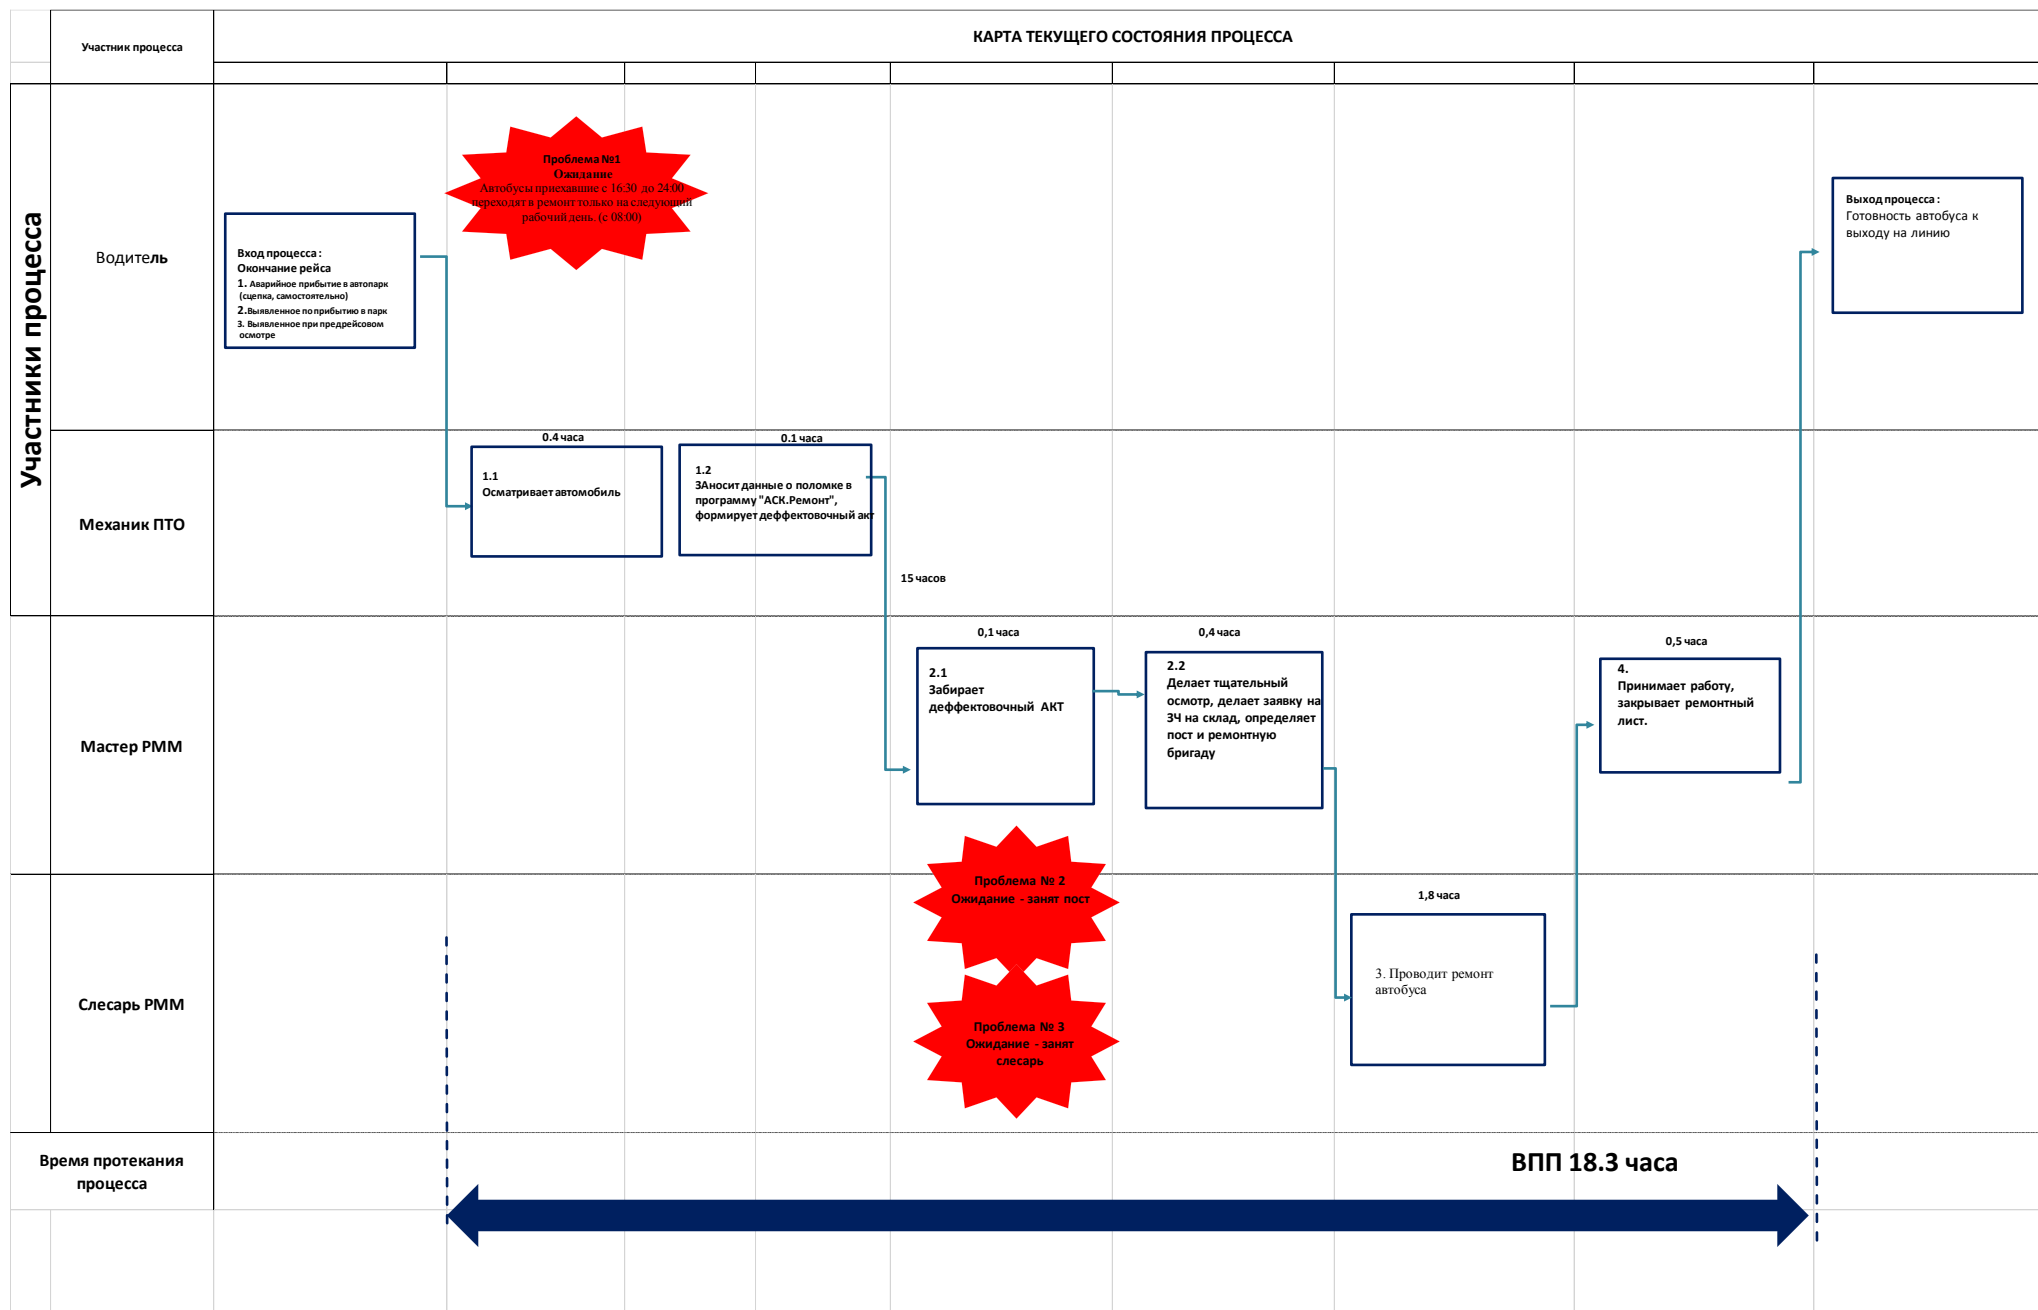 Участник процесса
КАРТА ТЕКУЩЕГО СОСТОЯНИЯ ПРОЦЕССА
Участники процесса
Водитель
Вход процесса :
Окончание рейса
1. Аварийное прибытие в автопарк
(сцепка, самостоятельно)
2.Выявленное по прибытию в парк
3. Выявленное при предрейсовом
осмотре
Проблема №1
Ожидание
Автобусы приехавшие с 16:30 до 24:00
переходят в ремонт только на следующий
рабочий день. (с 08:00)
Выход процесса :
Готовность автобуса к
выходу на линию
Механик ПТО
0.4 часа
1.1
Осматривает автомобиль
0.1 часа
1.2
ЗАносит данные о поломке в
программу "АСК.Ремонт",
формирует деффектовочный акт
15 часов
Мастер РММ
0,1 часа
2.1
Забирает
деффектовочный АКТ
0,4 часа
2.2
Делает тщательный
осмотр, делает заявку на
ЗЧ на склад, определяет
пост и ремонтную
бригаду
0,5 часа
4.
Принимает работу,
закрывает ремонтный
лист.
Слесарь РММ
Проблема № 2
Ожидание - занят пост
Проблема № 3
Ожидание - занят
слесарь
1,8 часа
3. Проводит ремонт
автобуса
Время протекания
процесса
ВПП 18.3 часа